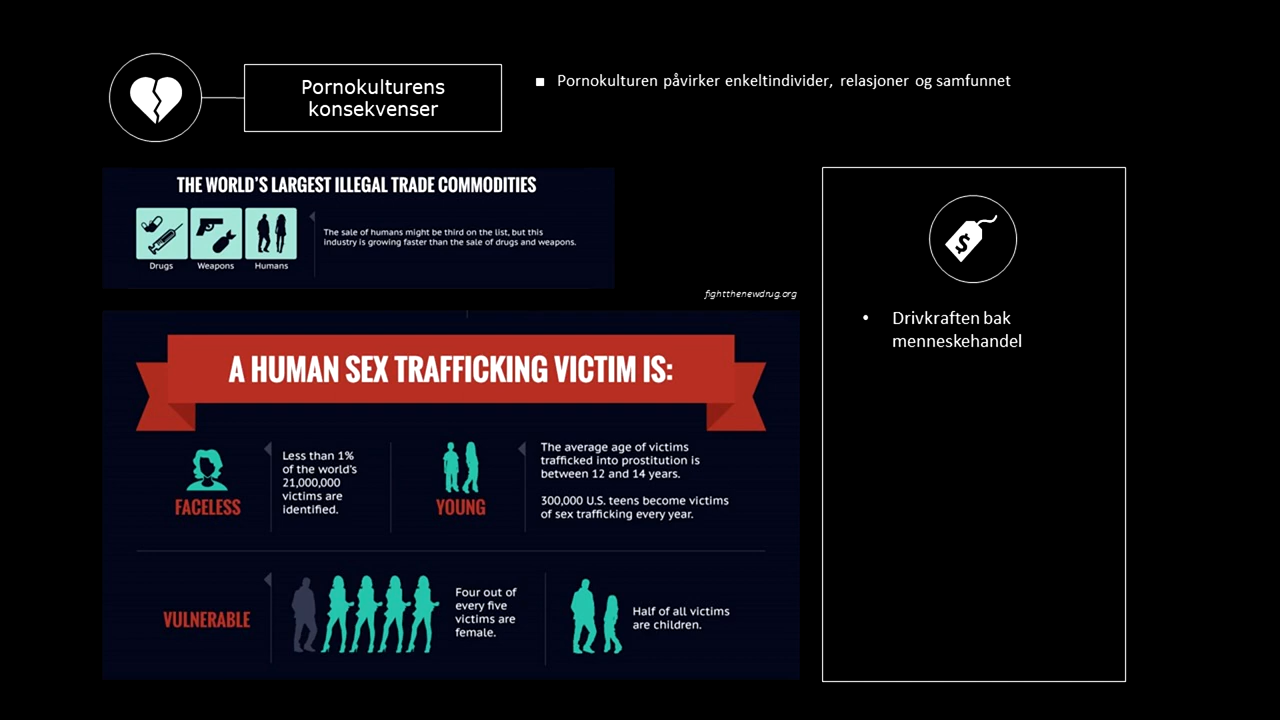 Pornokulturens
konsekvenser
▪ Pornokulturen påvirker enkeltindivider, relasjoner og samfunnet
THE WORLD'S LARGEST ILLEGAL TRADE COMMODITIES
The sale of humans might be third on the list, but this
industry is growing faster than the sale of drugs and weapons.
Drugs Weapons Humans
fightthenewdrug.org
A HUMAN SEX TRAFFICKING VICTIM IS:
FACELESS
Less than 1%
of the world's
21,000,000
victims are
identified.
YOUNG
The average age of victims
trafficked into prostitution is
between 12 and 14 years.
300,000 U.S. teens become victims
of sex trafficking every year.
VULNERABLE
Four out of
every five
victims are
female.
Half of all victims
are children.
$
• Drivkraften bak
menneskehandel